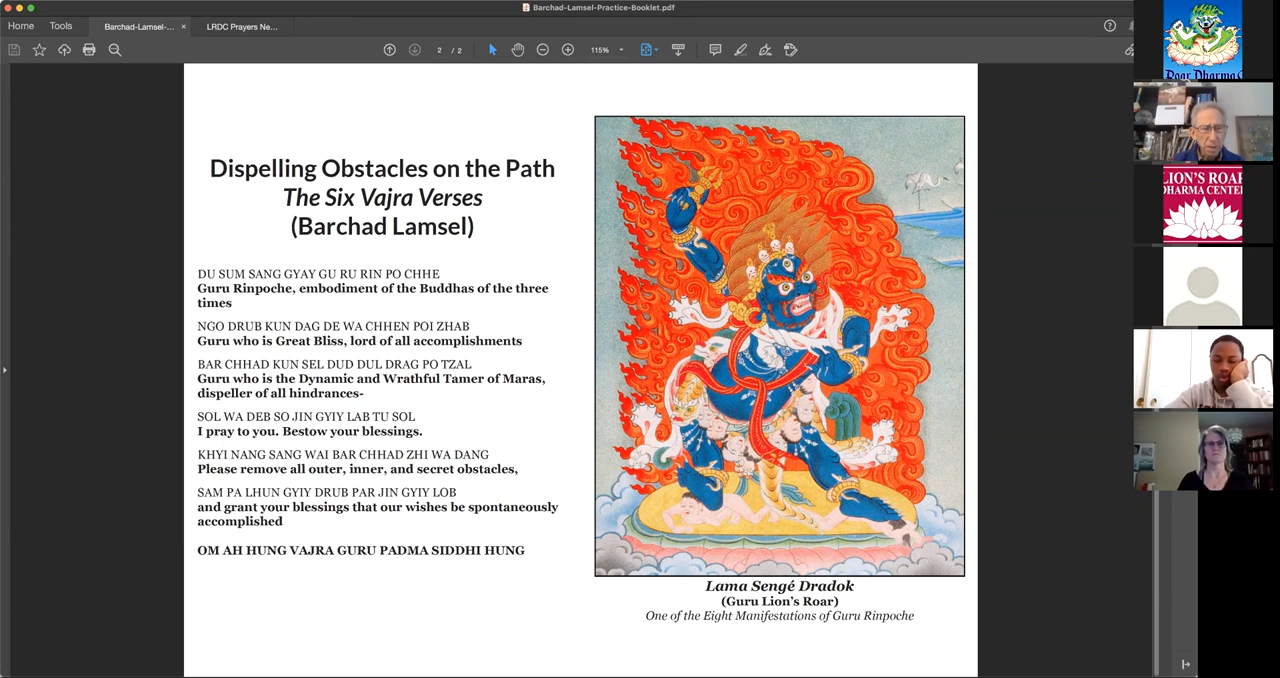 Barchad-Lamsel-Practice-Booklet.pdf
Home Tools Barchad-Lamsel-... × LRDC Prayers Ne...
2 / 2 115%
Dispelling Obstacles on the Path
The Six Vajra Verses
(Barchad Lamsel)
DU SUM SANG GYAY GU RU RIN PO CHHE
Guru Rinpoche, embodiment of the Buddhas of the three
times
NGO DRUB KUN DAG DE WA CHHEN POI ZHAB
Guru who is Great Bliss, lord of all accomplishments
BAR CHHAD KUN SEL DUD DUL DRAG PO TZAL
Guru who is the Dynamic and Wrathful Tamer of Maras,
dispeller of all hindrances-
SOL WA DEB SO JIN GYIY LAB TU SOL
I pray to you. Bestow your blessings.
KHYI NANG SANG WAI BAR CHHAD ZHI WA DANG
Please remove all outer, inner, and secret obstacles,
SAM PA LHUN GYIY DRUB PAR JIN GYIY LOB
and grant your blessings that our wishes be spontaneously
accomplished
OM AH HUNG VAJRA GURU PADMA SIDDHI HUNG
Lama Sengé Dradok
(Guru Lion's Roar)
One of the Eight Manifestations of Guru Rinpoche
Roar Dharma
LION'S ROAR
DHARMA CENTER